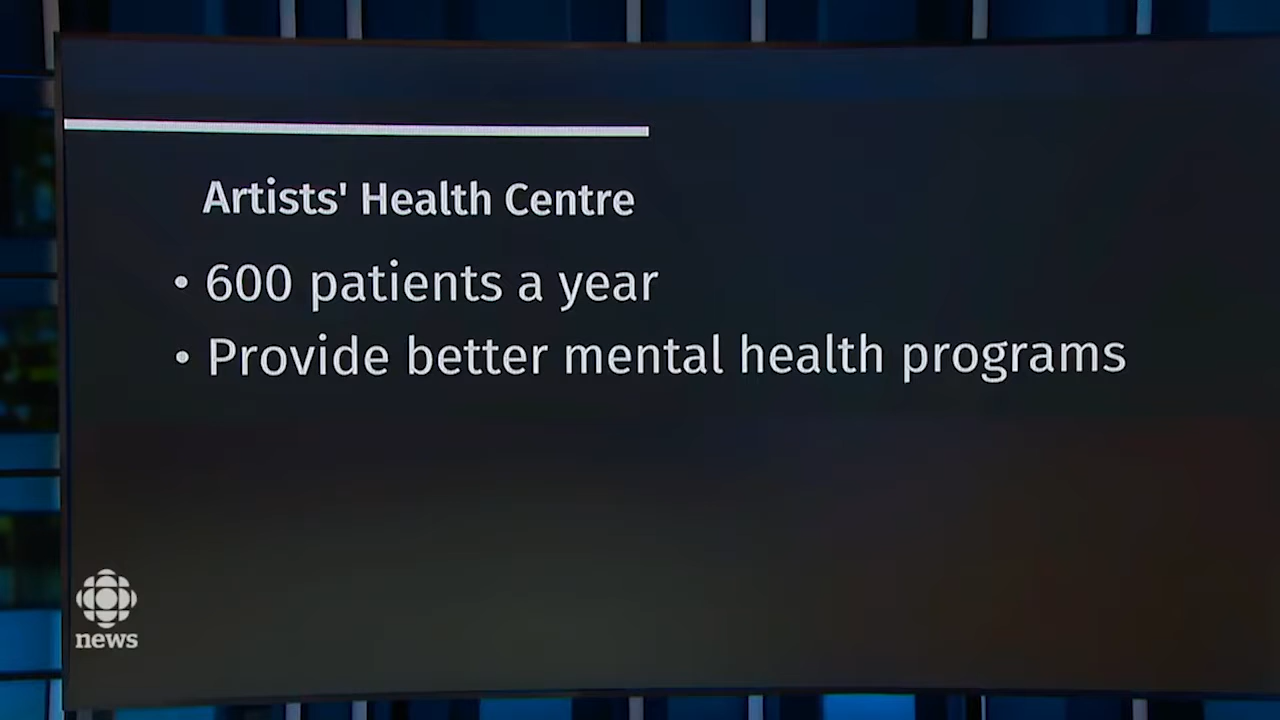 Artists' Health Centre
• 600 patients a year
• Provide better mental health programs
news